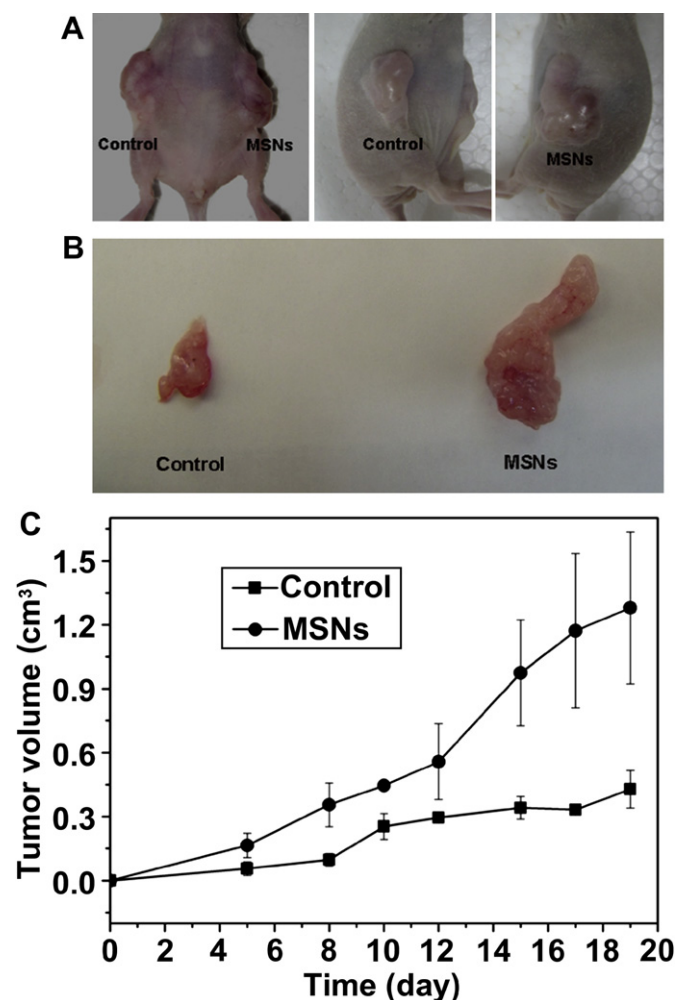 A
Control
MSNs
Control
MSNs
B
Control
MSNs
C
Control
MSNs
Tumor volume (cm³)
1.5
1.2
0.9
0.6
0.3
0.0
0 2 4 6 8 10 12 14 16 18 20
Time (day)